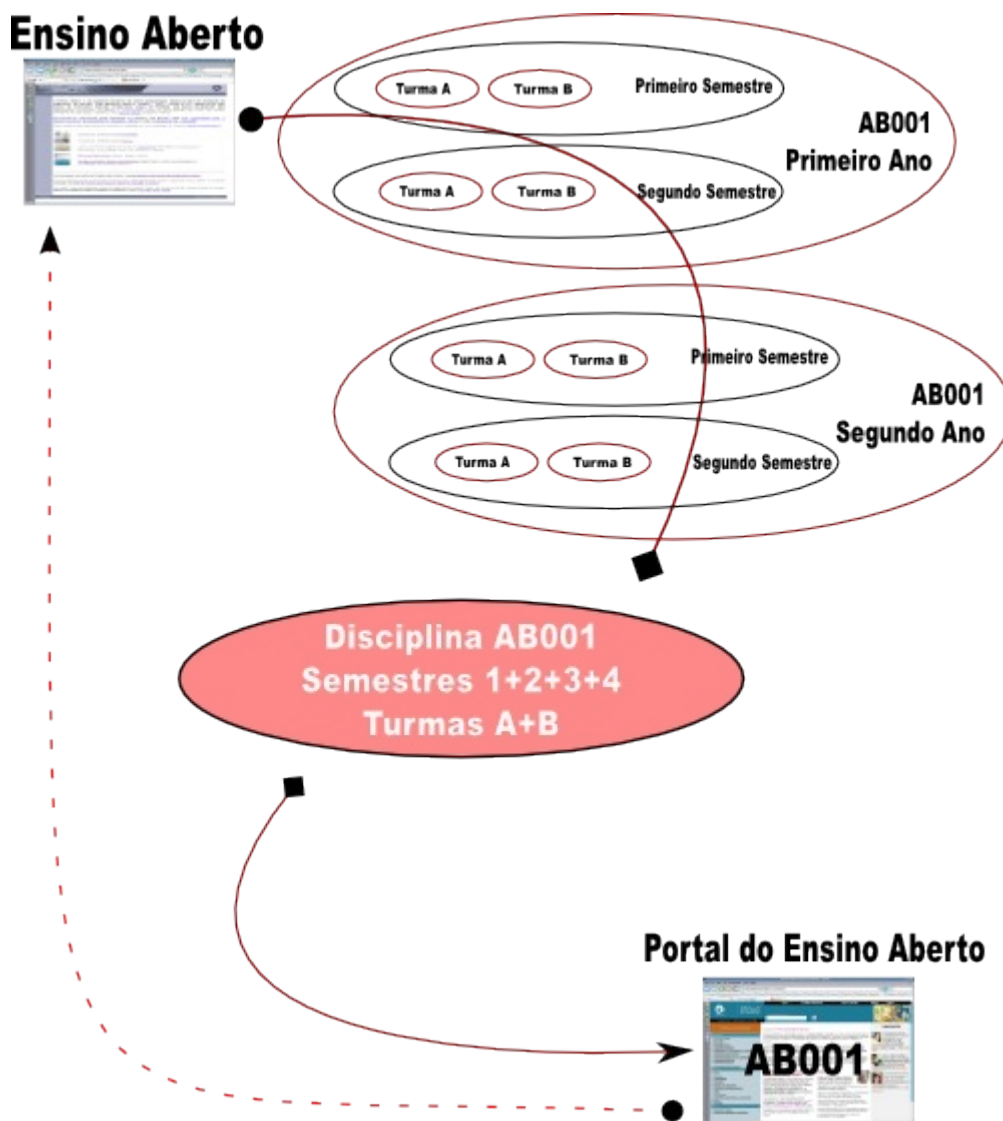 Ensino Aberto
Turma A
Turma B
Primeiro Semestre
Turma A
Turma B
Segundo Semestre
AB001
Primeiro Ano
Turma A
Turma B
Primeiro Semestre
Turma A
Turma B
Segundo Semestre
AB001
Segundo Ano
Disciplina AB001
Semestres 1+2+3+4
Turmas A+B
Portal do Ensino Aberto
AB001